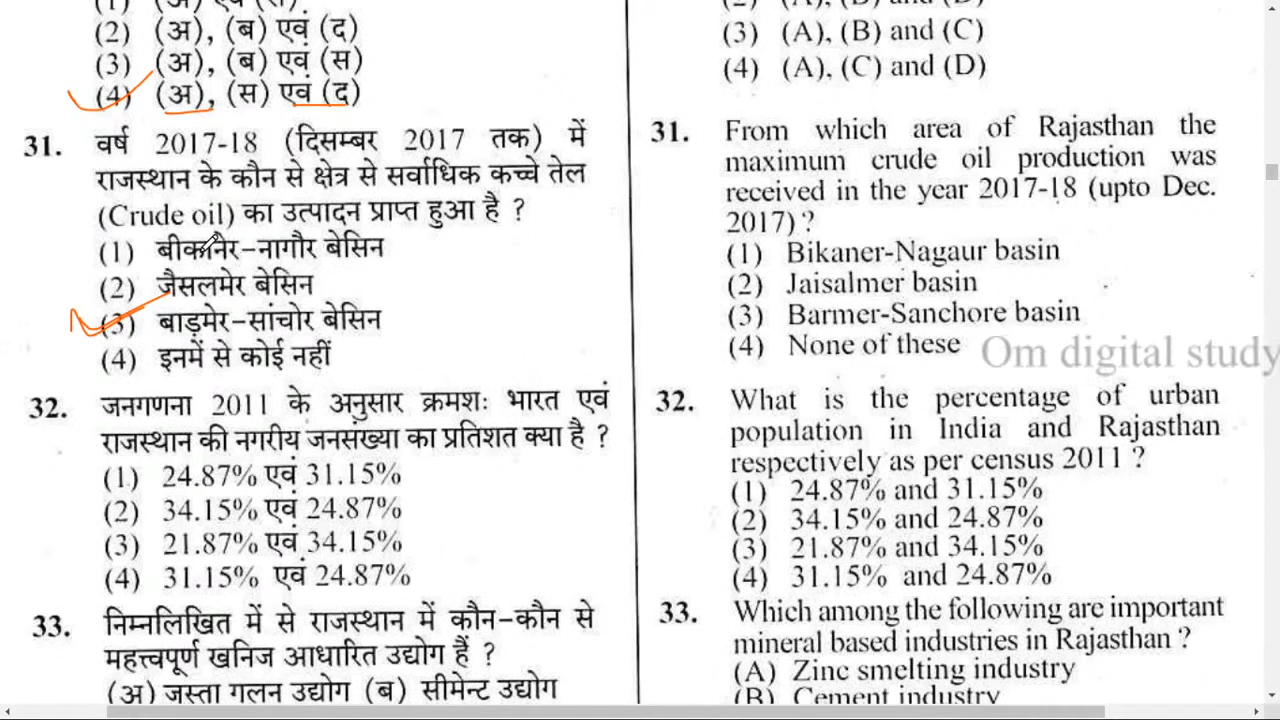 (2) (अ), (ब) एवं (द)
(3) (अ), (ब) एवं (स)
(4) (अ), (स) एवं (द)
31. वर्ष 2017-18 (दिसम्बर 2017 तक) में
राजस्थान के कौन से क्षेत्र से सर्वाधिक कच्चे तेल
(Crude oil) का उत्पादन प्राप्त हुआ है ?
(1) बीकानेर-नागौर बेसिन
(2) जैसलमेर बेसिन
(3) बाड़मेर-सांचोर बेसिन
(4) इनमें से कोई नहीं
32. जनगणना 2011 के अनुसार क्रमशः भारत एवं
राजस्थान की नगरीय जनसंख्या का प्रतिशत क्या है ?
(1) 24.87% एवं 31.15%
(2) 34.15% एवं 24.87%
(3) 21.87% एवं 34.15%
(4) 31.15% एवं 24.87%
33. निम्नलिखित में से राजस्थान में कौन-कौन से
महत्त्वपूर्ण खनिज आधारित उद्योग हैं ?
(अ) जस्ता गलन उद्योग (ब) सीमेन्ट उद्योग
(3) (A), (B) and (C)
(4) (A), (C) and (D)
31. From which area of Rajasthan the
maximum crude oil production was
received in the year 2017-18 (upto Dec.
2017) ?
(1) Bikaner-Nagaur basin
(2) Jaisalmer basin
(3) Barmer-Sanchore basin
(4) None of these
Om digital study
32. What is the percentage of urban
population in India and Rajasthan
respectively as per census 2011 ?
(1) 24.87% and 31.15%
(2) 34.15% and 24.87%
(3) 21.87% and 34.15%
(4) 31.15% and 24.87%
33. Which among the following are important
mineral based industries in Rajasthan ?
(A) Zinc smelting industry
(B) Cement industry